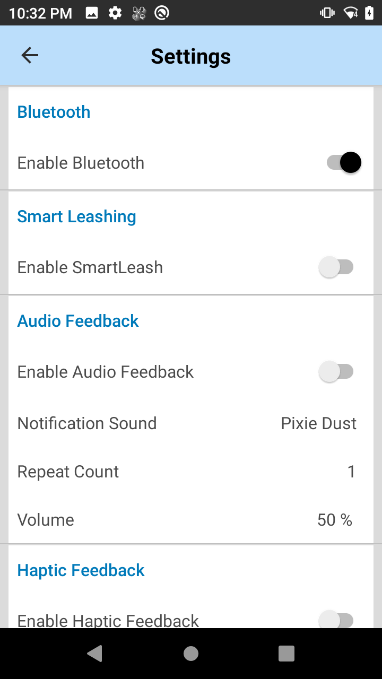 10:32 PM
Settings
Bluetooth
Enable Bluetooth
Smart Leashing
Enable SmartLeash
Audio Feedback
Enable Audio Feedback
Notification Sound Pixie Dust
Repeat Count 1
Volume 50 %
Haptic Feedback
Enable Haptic Feedback